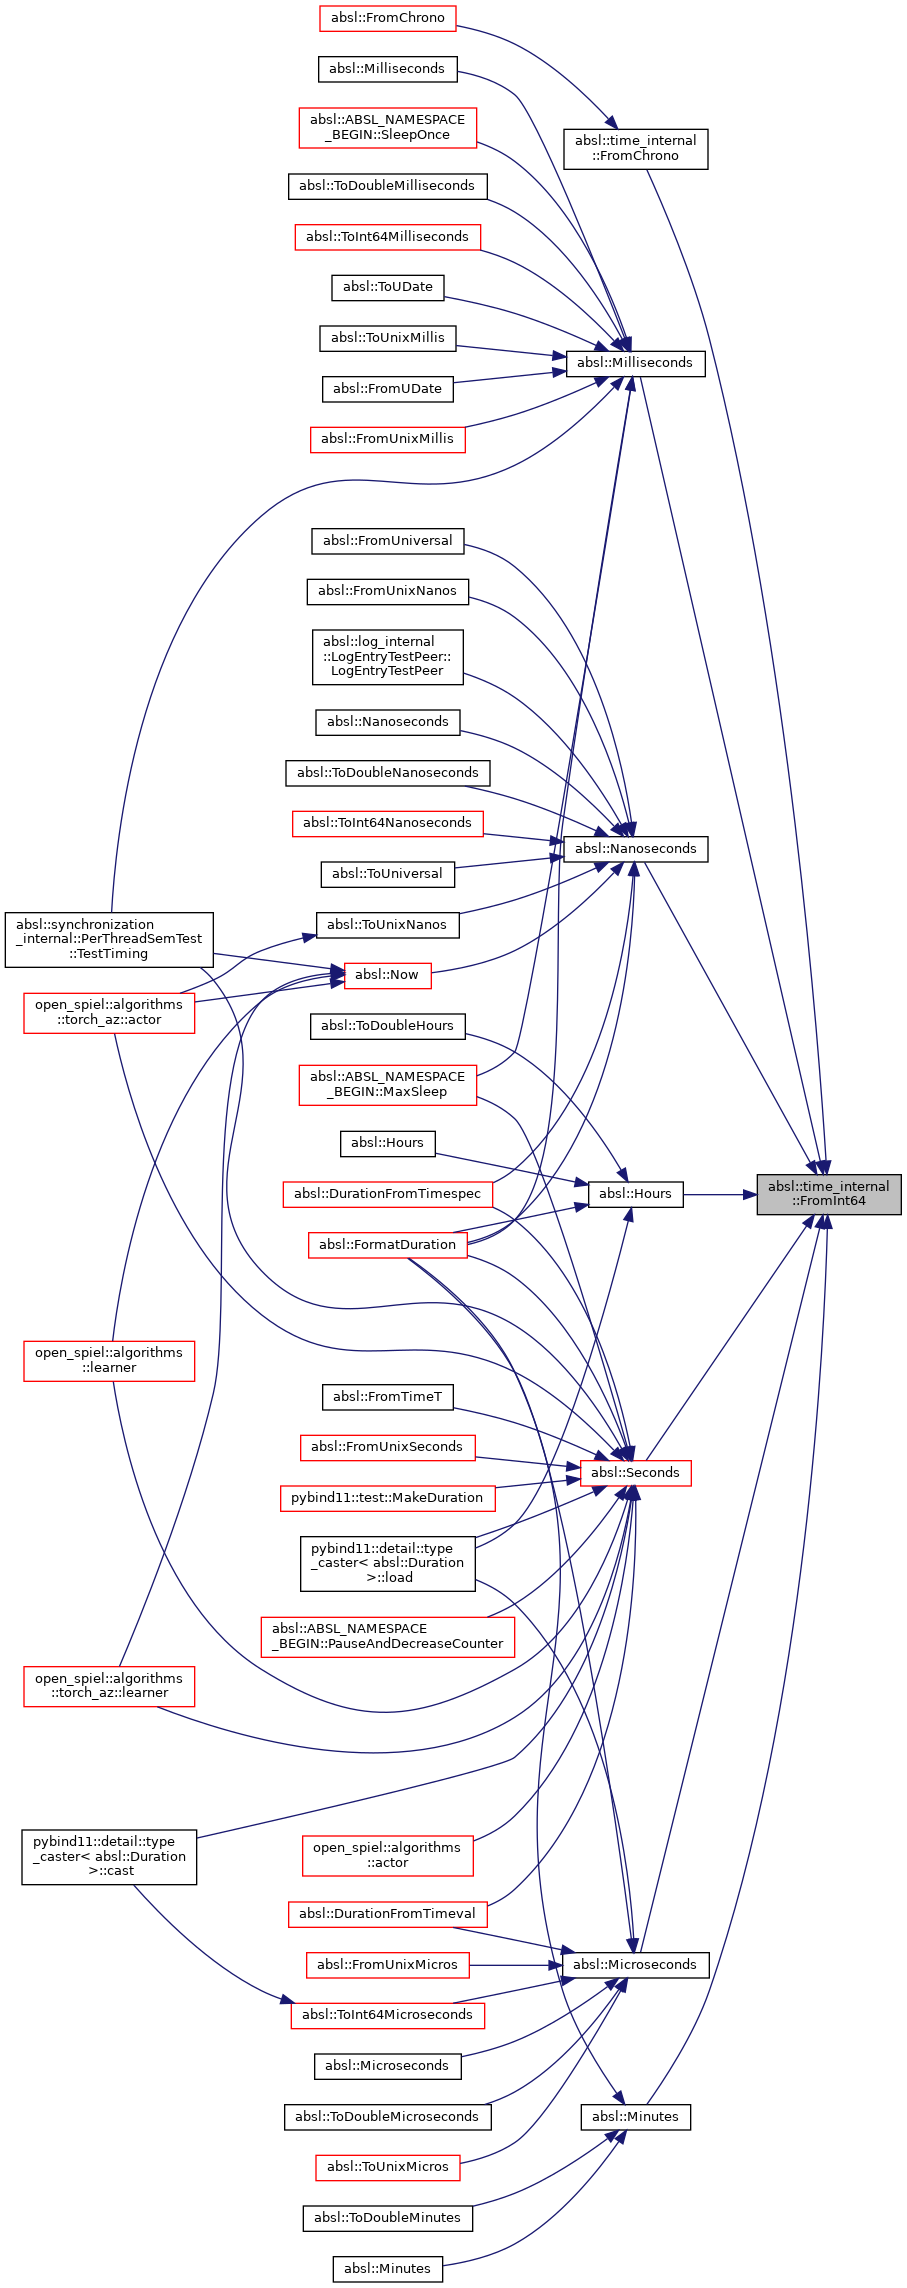 absl::FromChrono
absl::Milliseconds
absl::ABSL_NAMESPACE
_BEGIN::SleepOnce
absl::time_internal
::FromChrono
absl::ToDoubleMilliseconds
absl::ToInt64Milliseconds
absl::ToUDate
absl::ToUnixMillis
absl::Milliseconds
absl::FromUDate
absl::FromUnixMillis
absl::FromUniversal
absl::FromUnixNanos
absl::log_internal
::LogEntryTestPeer::
LogEntryTestPeer
absl::Nanoseconds
absl::ToDoubleNanoseconds
absl::ToInt64Nanoseconds
absl::Nanoseconds
absl::ToUniversal
absl::synchronization
_internal::PerThreadSemTest
::TestTiming
absl::ToUnixNanos
absl::Now
open_spiel::algorithms
::torch_az::actor
absl::ToDoubleHours
absl::ABSL_NAMESPACE
_BEGIN::MaxSleep
absl::Hours
absl::DurationFromTimespec
absl::Hours
absl::time_internal
::FromInt64
absl::FormatDuration
open_spiel::algorithms
::learner
absl::FromTimeT
absl::FromUnixSeconds
absl::Seconds
pybind11::test::MakeDuration
pybind11::detail::type
_caster< absl::Duration
>::load
absl::ABSL_NAMESPACE
_BEGIN::PauseAndDecreaseCounter
open_spiel::algorithms
::torch_az::learner
pybind11::detail::type
_caster< absl::Duration
>::cast
open_spiel::algorithms
::actor
absl::DurationFromTimeval
absl::FromUnixMicros
absl::Microseconds
absl::ToInt64Microseconds
absl::Microseconds
absl::ToDoubleMicroseconds
absl::Minutes
absl::ToUnixMicros
absl::ToDoubleMinutes
absl::Minutes